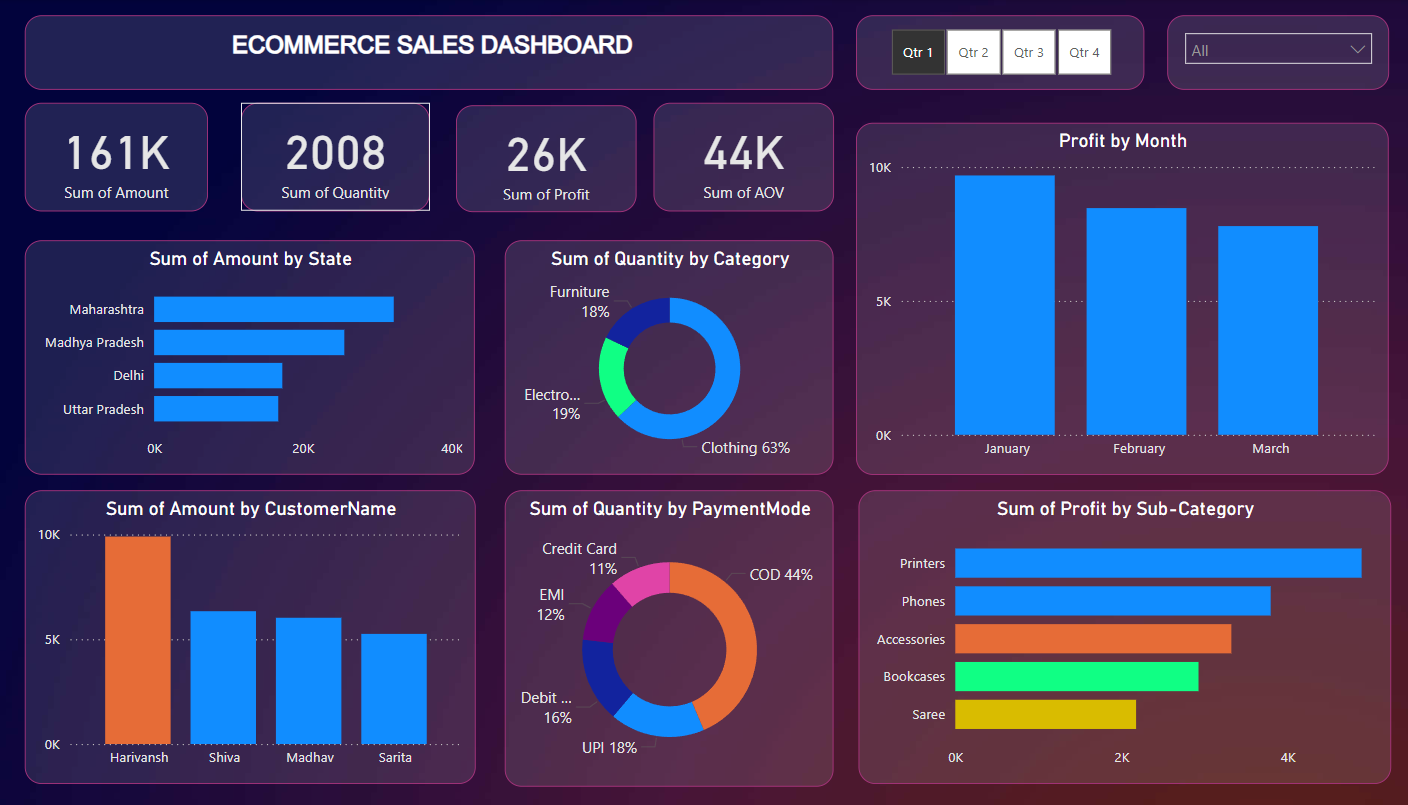 ECOMMERCE SALES DASHBOARD
Qtr 1
Qtr 2
Qtr 3
Qtr 4
All
161K
Sum of Amount
2008
Sum of Quantity
26K
Sum of Profit
44K
Sum of AOV
Profit by Month
10K
5K
0K
January
February
March
Sum of Amount by State
Maharashtra
Madhya Pradesh
Delhi
Uttar Pradesh
0K
20K
40K
Sum of Quantity by Category
Furniture
18%
Electro...
19%
Clothing 63%
Sum of Amount by CustomerName
10K
5K
0K
Harivansh
Shiva
Madhav
Sarita
Sum of Quantity by PaymentMode
Credit Card
11%
COD 44%
EMI
12%
Debit ...
16%
UPI 18%
Sum of Profit by Sub-Category
Printers
Phones
Accessories
Bookcases
Saree
0K
2K
4K